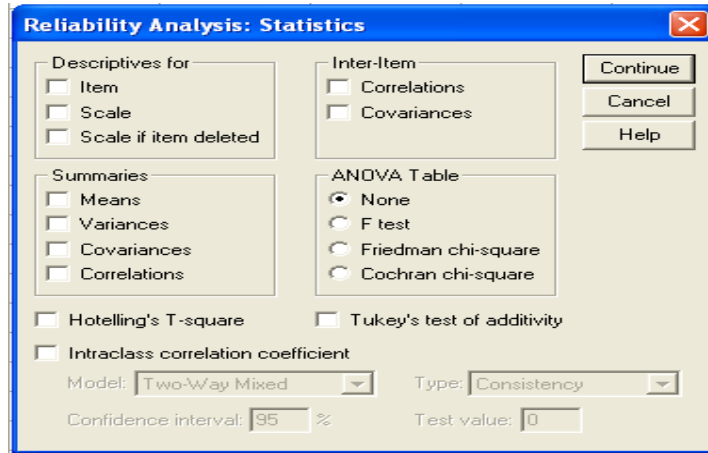 Reliability Analysis: Statistics
Descriptives for
Item
Scale
Scale if item deleted
Inter-Item
Correlations
Covariances
Continue
Cancel
Help
Summaries
Means
Variances
Covariances
Correlations
ANOVA Table
None
F test
Friedman chi-square
Cochran chi-square
Hotelling's T-square
Tukey's test of additivity
Intraclass correlation coefficient
Model: Two-Way Mixed
Type: Consistency
Confidence interval: 95 %
Test value: 0